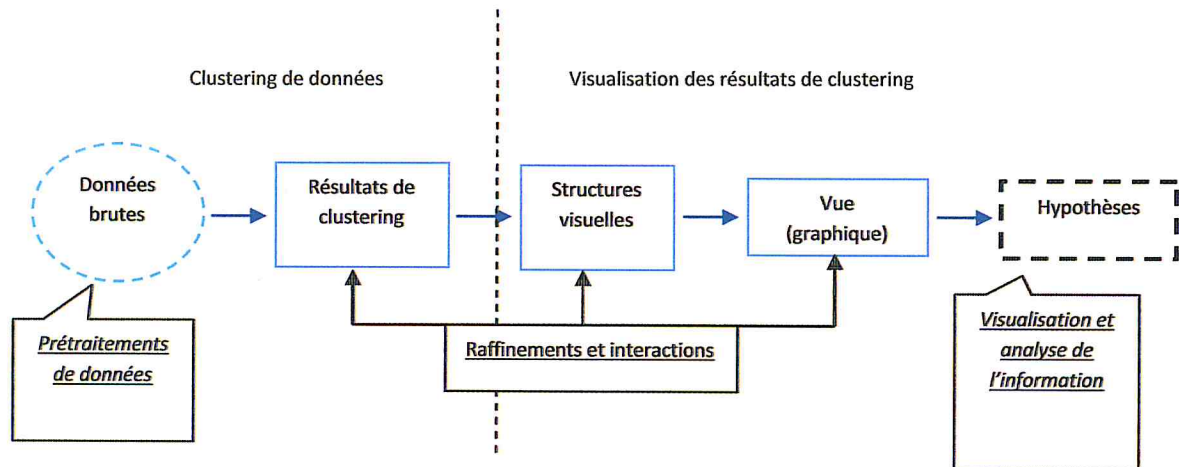 Clustering de données
Visualisation des résultats de clustering
Données
brutes
Résultats de
clustering
Structures
visuelles
Vue
(graphique)
Hypothèses
Prétraitements
de données
Raffinements et interactions
Visualisation et
analyse de
l'information